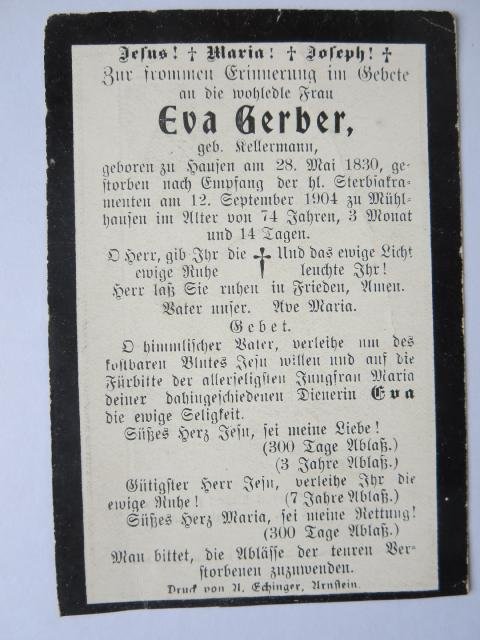 Jesus! ✝ Maria! ✝ Joseph! ✝
Zur frommen Erinnerung im Gebete
an die wohledle Frau
Eva Gerber,
geb. Kellermann,
geboren zu Hausen am 28. Mai 1830, ge-
storben nach Empfang der hl. Sterbsakra-
menten am 12. September 1904 zu Mühl-
hausen im Alter von 74 Jahren, 3 Monat
und 14 Tagen.
O Herr, gib Ihr die ✝ Und das ewige Licht
ewige Ruhe leuchte Ihr!
Herr laß Sie ruhen in Frieden, Amen.
Vater unser. Ave Maria.
Gebet.
O himmlischer Vater, verleihe um des
kostbaren Blutes Jesu willen und auf die
Fürbitte der allerseligsten Jungfrau Maria
deiner dahingeschiedenen Dienerin Eva
die ewige Seligkeit.
Süßes Herz Jesu, sei meine Liebe!
(300 Tage Ablaß.)
(3 Jahre Ablaß.)
Gütigster Herr Jesu, verleihe Ihr die
ewige Ruhe! (7 Jahre Ablaß.)
Süßes Herz Maria, sei meine Rettung!
(300 Tage Ablaß.)
Man bittet, die Ablässe der teuren Ver-
storbenen zuzuwenden.
Druck von A. Echinger, Arnstein.